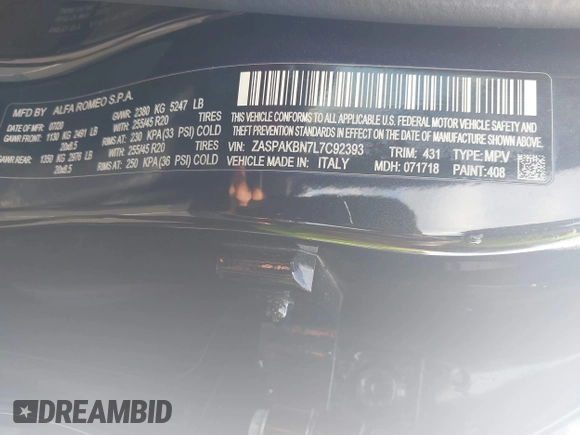 MFD BY: ALFA ROMEO S.P.A.
DATE OF MFR: 07/20 GVWR: 2380 KG 5247 LB
GAWR FRONT: 1130 KG 2491 LB WITH: 255/45 R20 TIRES
20x8.5 RIMS AT: 230 KPA(33 PSI) COLD
GAWR REAR: 1350 KG 2976 LB WITH: 255/45 R20 TIRES
20x8.5 RIMS AT: 250 KPA(36 PSI) COLD
THIS VEHICLE CONFORMS TO ALL APPLICABLE U.S.A. FEDERAL MOTOR VEHICLE SAFETY AND
THEFT PREVENTION STANDARDS IN EFFECT ON THE DATE OF MANUFACTURE SHOWN ABOVE.
VIN: ZASPAKBN7L7C92393 TRIM: 431 TYPE: MPV
VEHICLE MADE IN: ITALY MDH: 071718 PAINT: 408
DREAMBID